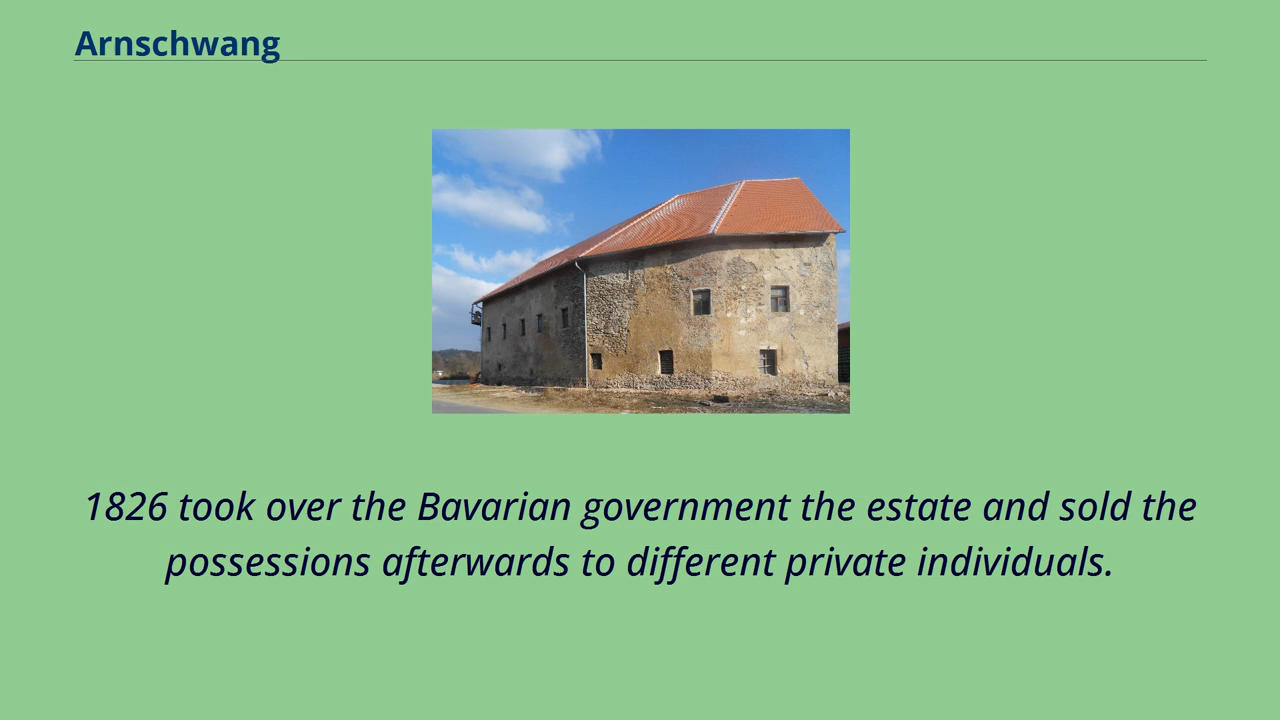 Arnschwang
1826 took over the Bavarian government the estate and sold the
possessions afterwards to different private individuals.